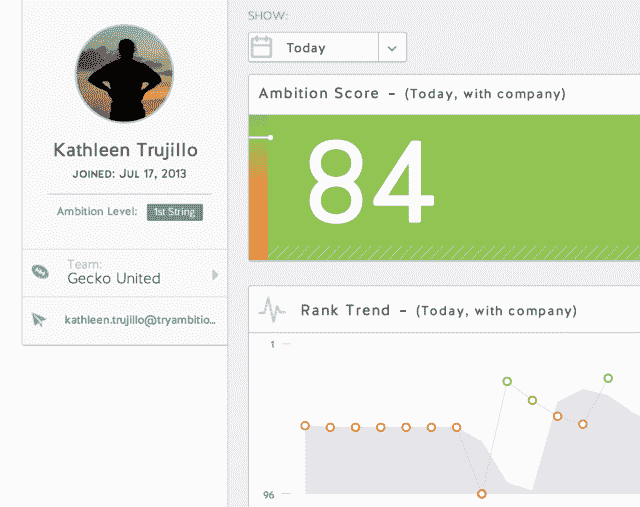 SHOW:
Today
Kathleen Trujillo
JOINED: JUL 17, 2013
Ambition Level: 1st String
Team:
Gecko United
kathleen.trujillo@tryambitio...
Ambition Score – (Today, with company)
84
Rank Trend – (Today, with company)
1
96